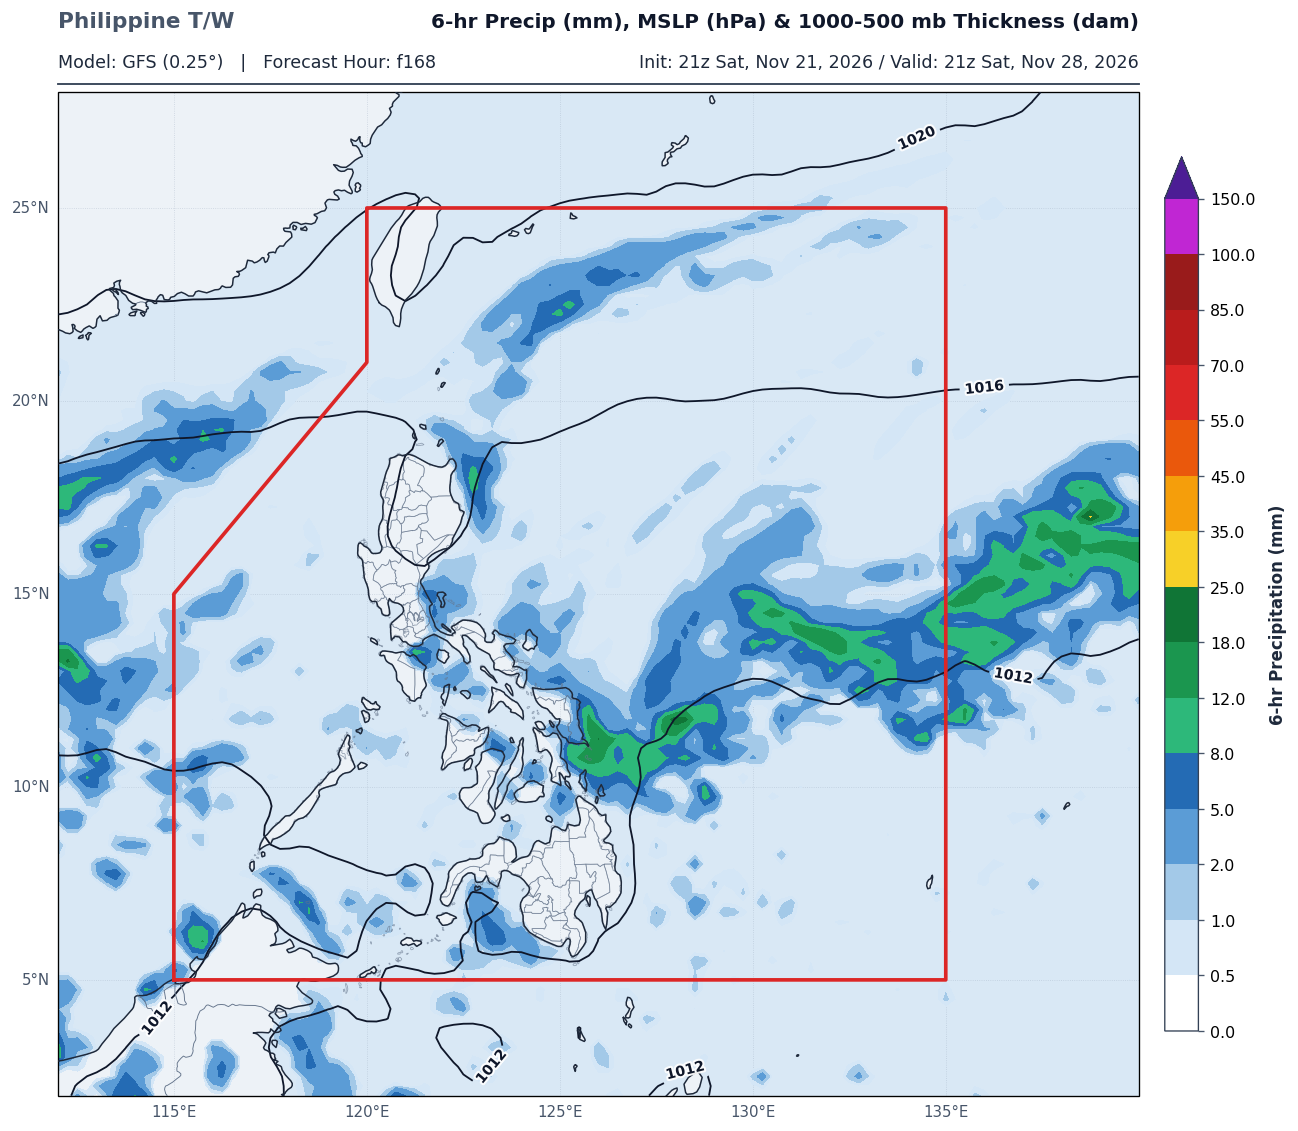 Philippine T/W
6-hr Precip (mm), MSLP (hPa) & 1000-500 mb Thickness (dam)
Model: GFS (0.25°)   |   Forecast Hour: f168
Init: 21z Sat, Nov 21, 2026 / Valid: 21z Sat, Nov 28, 2026
1020
25°N
1016
20°N
15°N
1012
10°N
5°N
1012
1012
1012
115°E
120°E
125°E
130°E
135°E
150.0
100.0
85.0
70.0
55.0
45.0
35.0
25.0
18.0
12.0
8.0
5.0
2.0
1.0
0.5
0.0
6-hr Precipitation (mm)